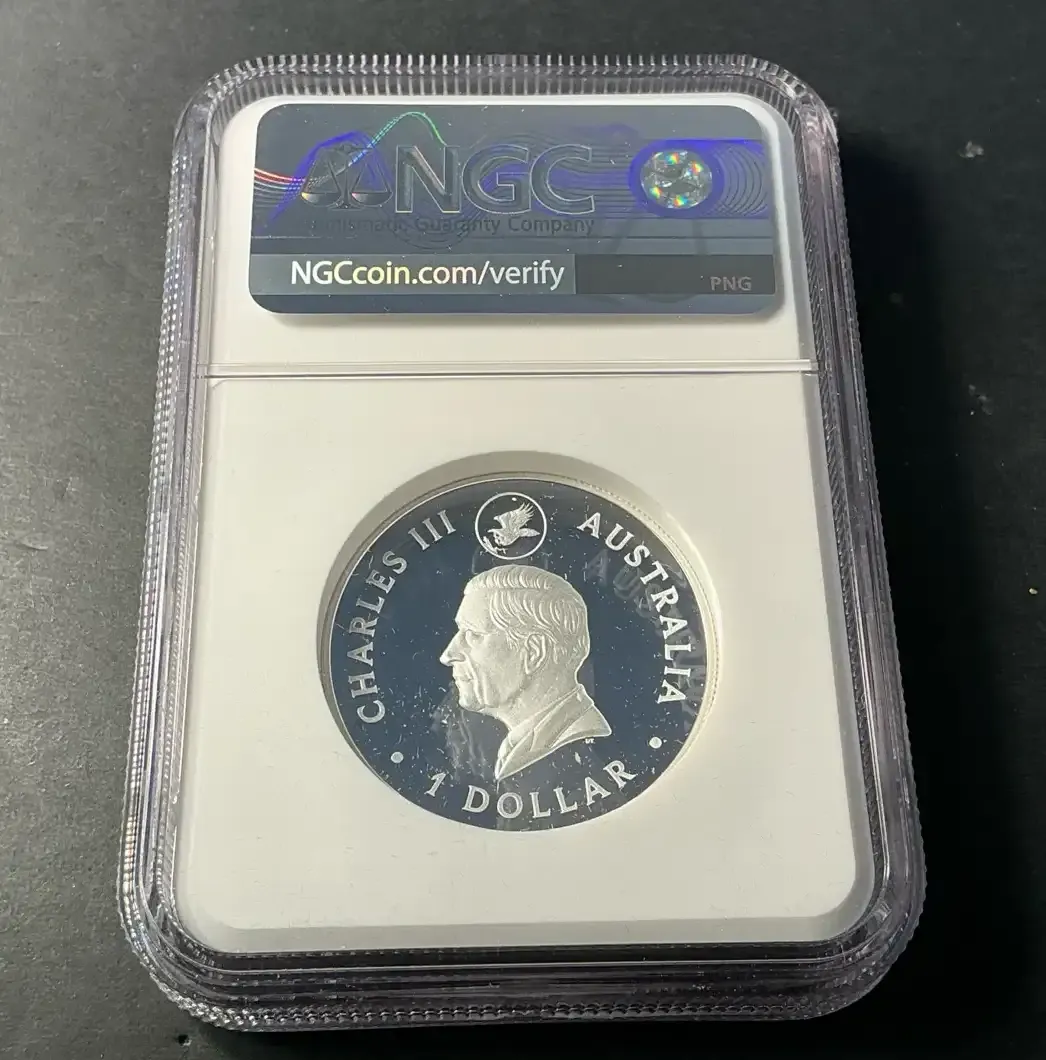 NGC
Numismatic Guaranty Company
NGCcoin.com/verify
PNG
CHARLES III
AUSTRALIA
1 DOLLAR